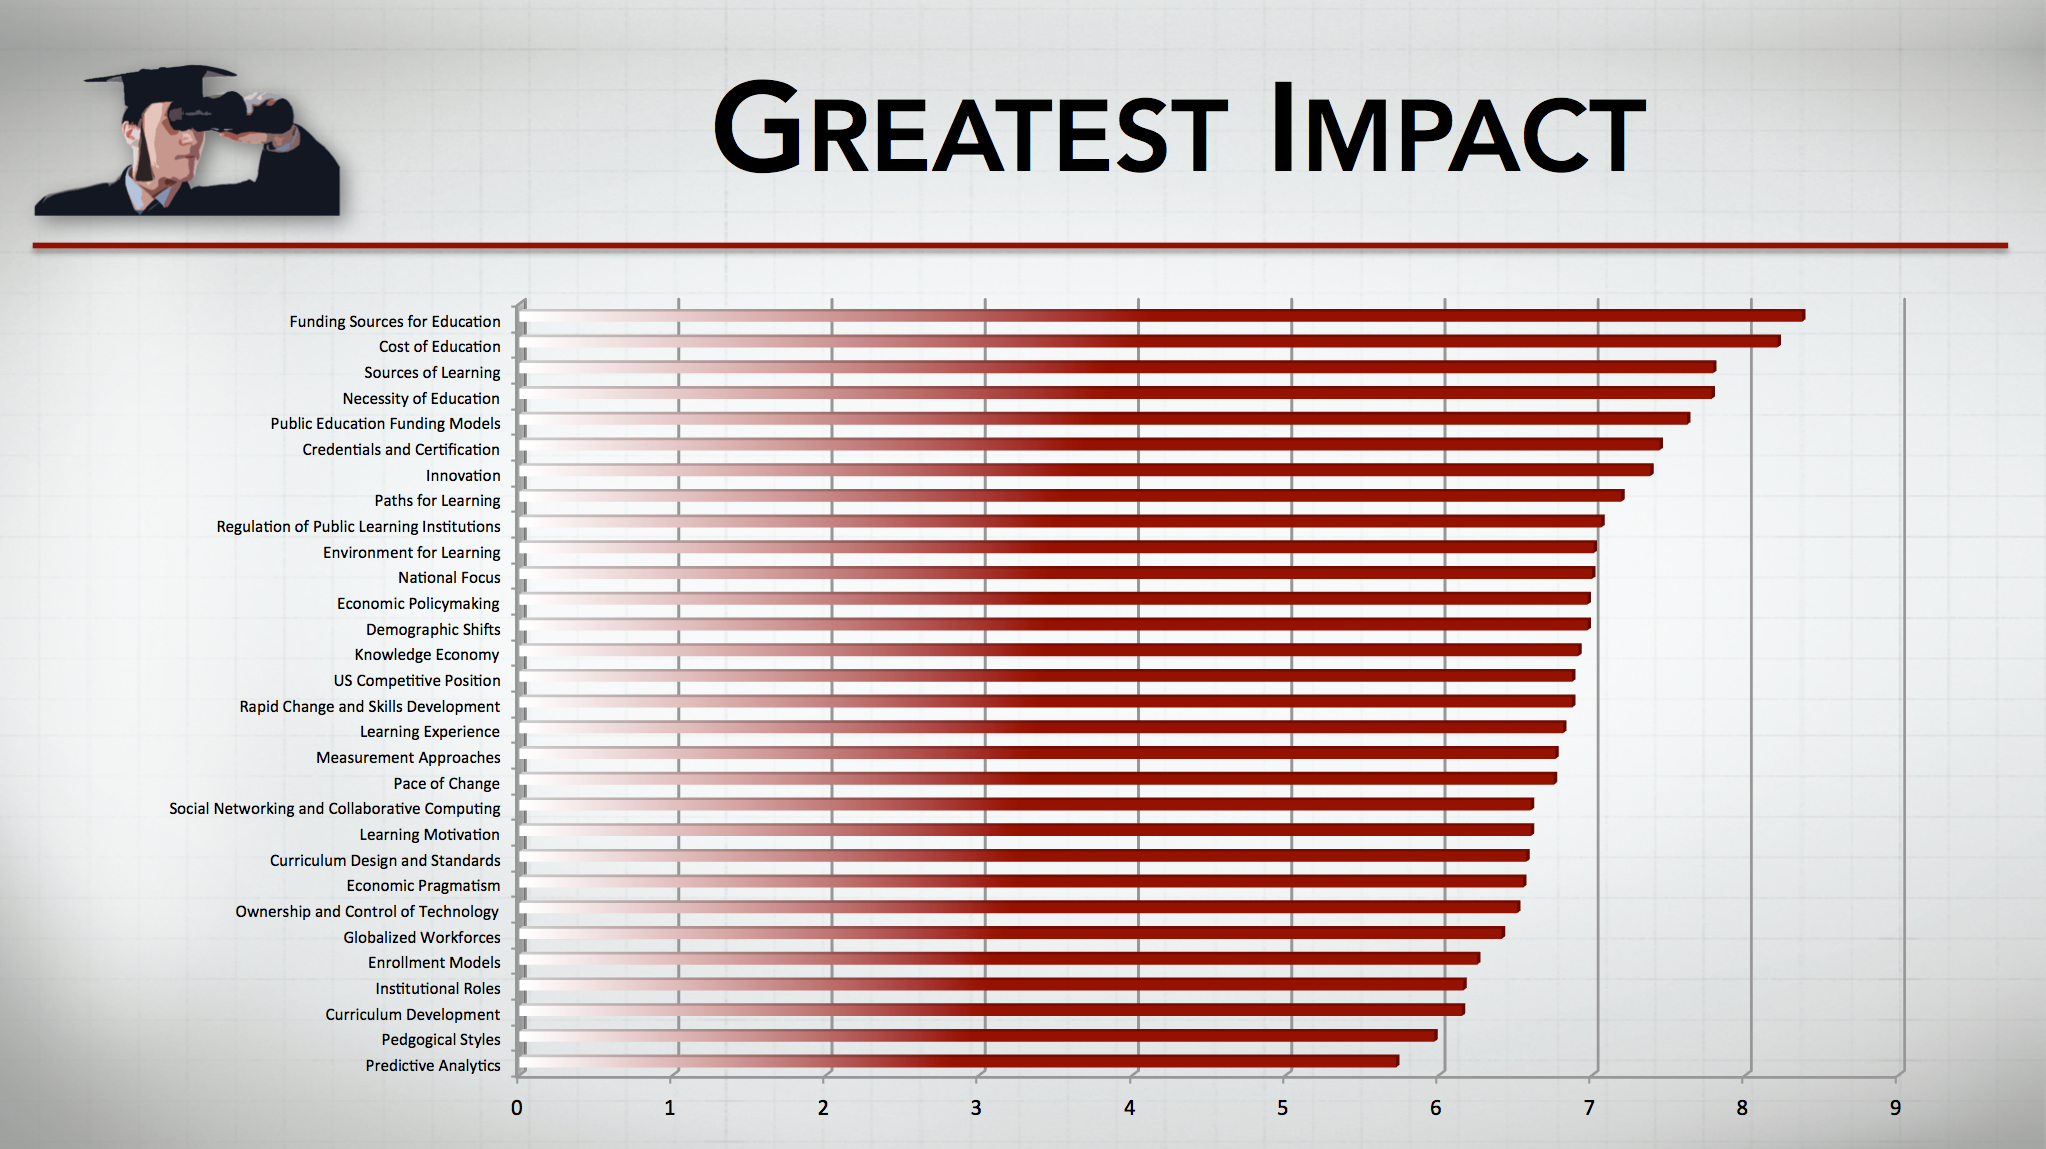 GREATEST IMPACT
Funding Sources for Education
Cost of Education
Sources of Learning
Necessity of Education
Public Education Funding Models
Credentials and Certification
Innovation
Paths for Learning
Regulation of Public Learning Institutions
Environment for Learning
National Focus
Economic Policymaking
Demographic Shifts
Knowledge Economy
US Competitive Position
Rapid Change and Skills Development
Learning Experience
Measurement Approaches
Pace of Change
Social Networking and Collaborative Computing
Learning Motivation
Curriculum Design and Standards
Economic Pragmatism
Ownership and Control of Technology
Globalized Workforces
Enrollment Models
Institutional Roles
Curriculum Development
Pedgogical Styles
Predictive Analytics
0 1 2 3 4 5 6 7 8 9